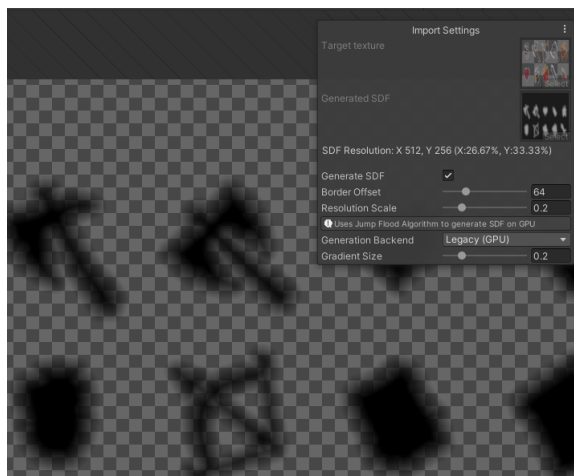 Import Settings
Target texture
Select
Generated SDF
Select
SDF Resolution: X 512, Y 256 (X:26.67%, Y:33.33%)
Generate SDF
Border Offset 64
Resolution Scale 0.2
Uses Jump Flood Algorithm to generate SDF on GPU
Generation Backend Legacy (GPU)
Gradient Size 0.2